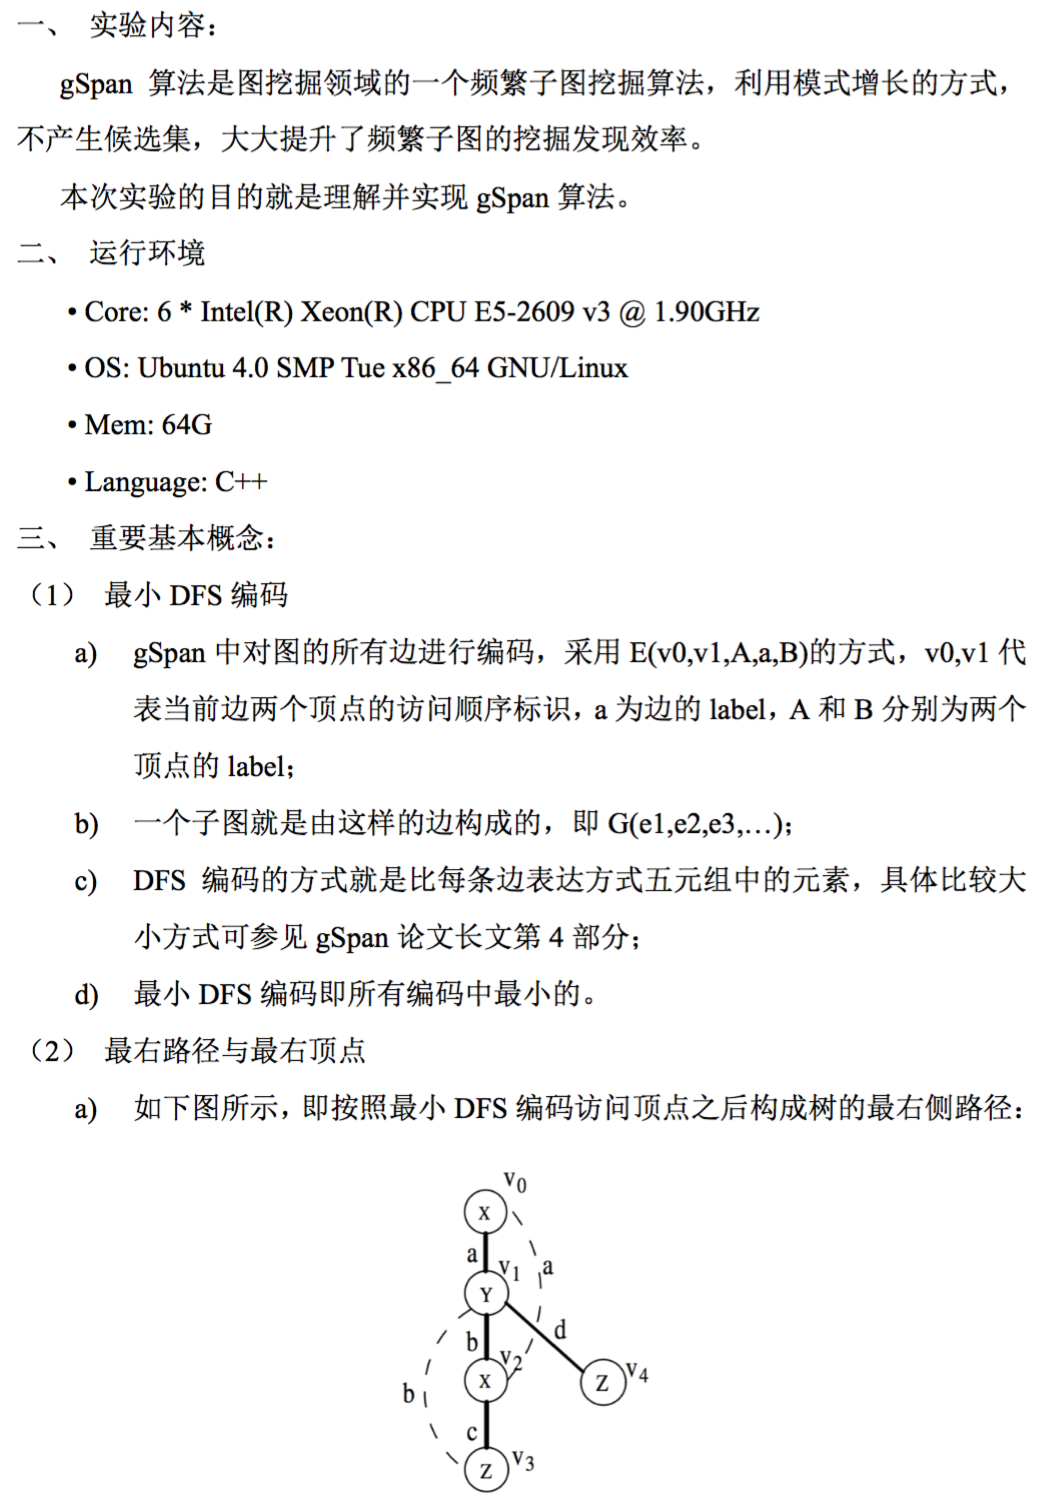 一、 实验内容：
gSpan 算法是图挖掘领域的一个频繁子图挖掘算法，利用模式增长的方式，
不产生候选集，大大提升了频繁子图的挖掘发现效率。
本次实验的目的就是理解并实现 gSpan 算法。
二、 运行环境
• Core: 6 * Intel(R) Xeon(R) CPU E5-2609 v3 @ 1.90GHz
• OS: Ubuntu 4.0 SMP Tue x86_64 GNU/Linux
• Mem: 64G
• Language: C++
三、 重要基本概念：
（1） 最小 DFS 编码
a) gSpan 中对图的所有边进行编码，采用 E(v0,v1,A,a,B)的方式，v0,v1 代
表当前边两个顶点的访问顺序标识，a 为边的 label，A 和 B 分别为两个
顶点的 label；
b) 一个子图就是由这样的边构成的，即 G(e1,e2,e3,…)；
c) DFS 编码的方式就是比每条边表达方式五元组中的元素，具体比较大
小方式可参见 gSpan 论文长文第 4 部分；
d) 最小 DFS 编码即所有编码中最小的。
（2） 最右路径与最右顶点
a) 如下图所示，即按照最小 DFS 编码访问顶点之后构成树的最右侧路径：
v0
X
a
v1
a
Y
d
b
v2
X
Z
v4
b
c
v3
Z